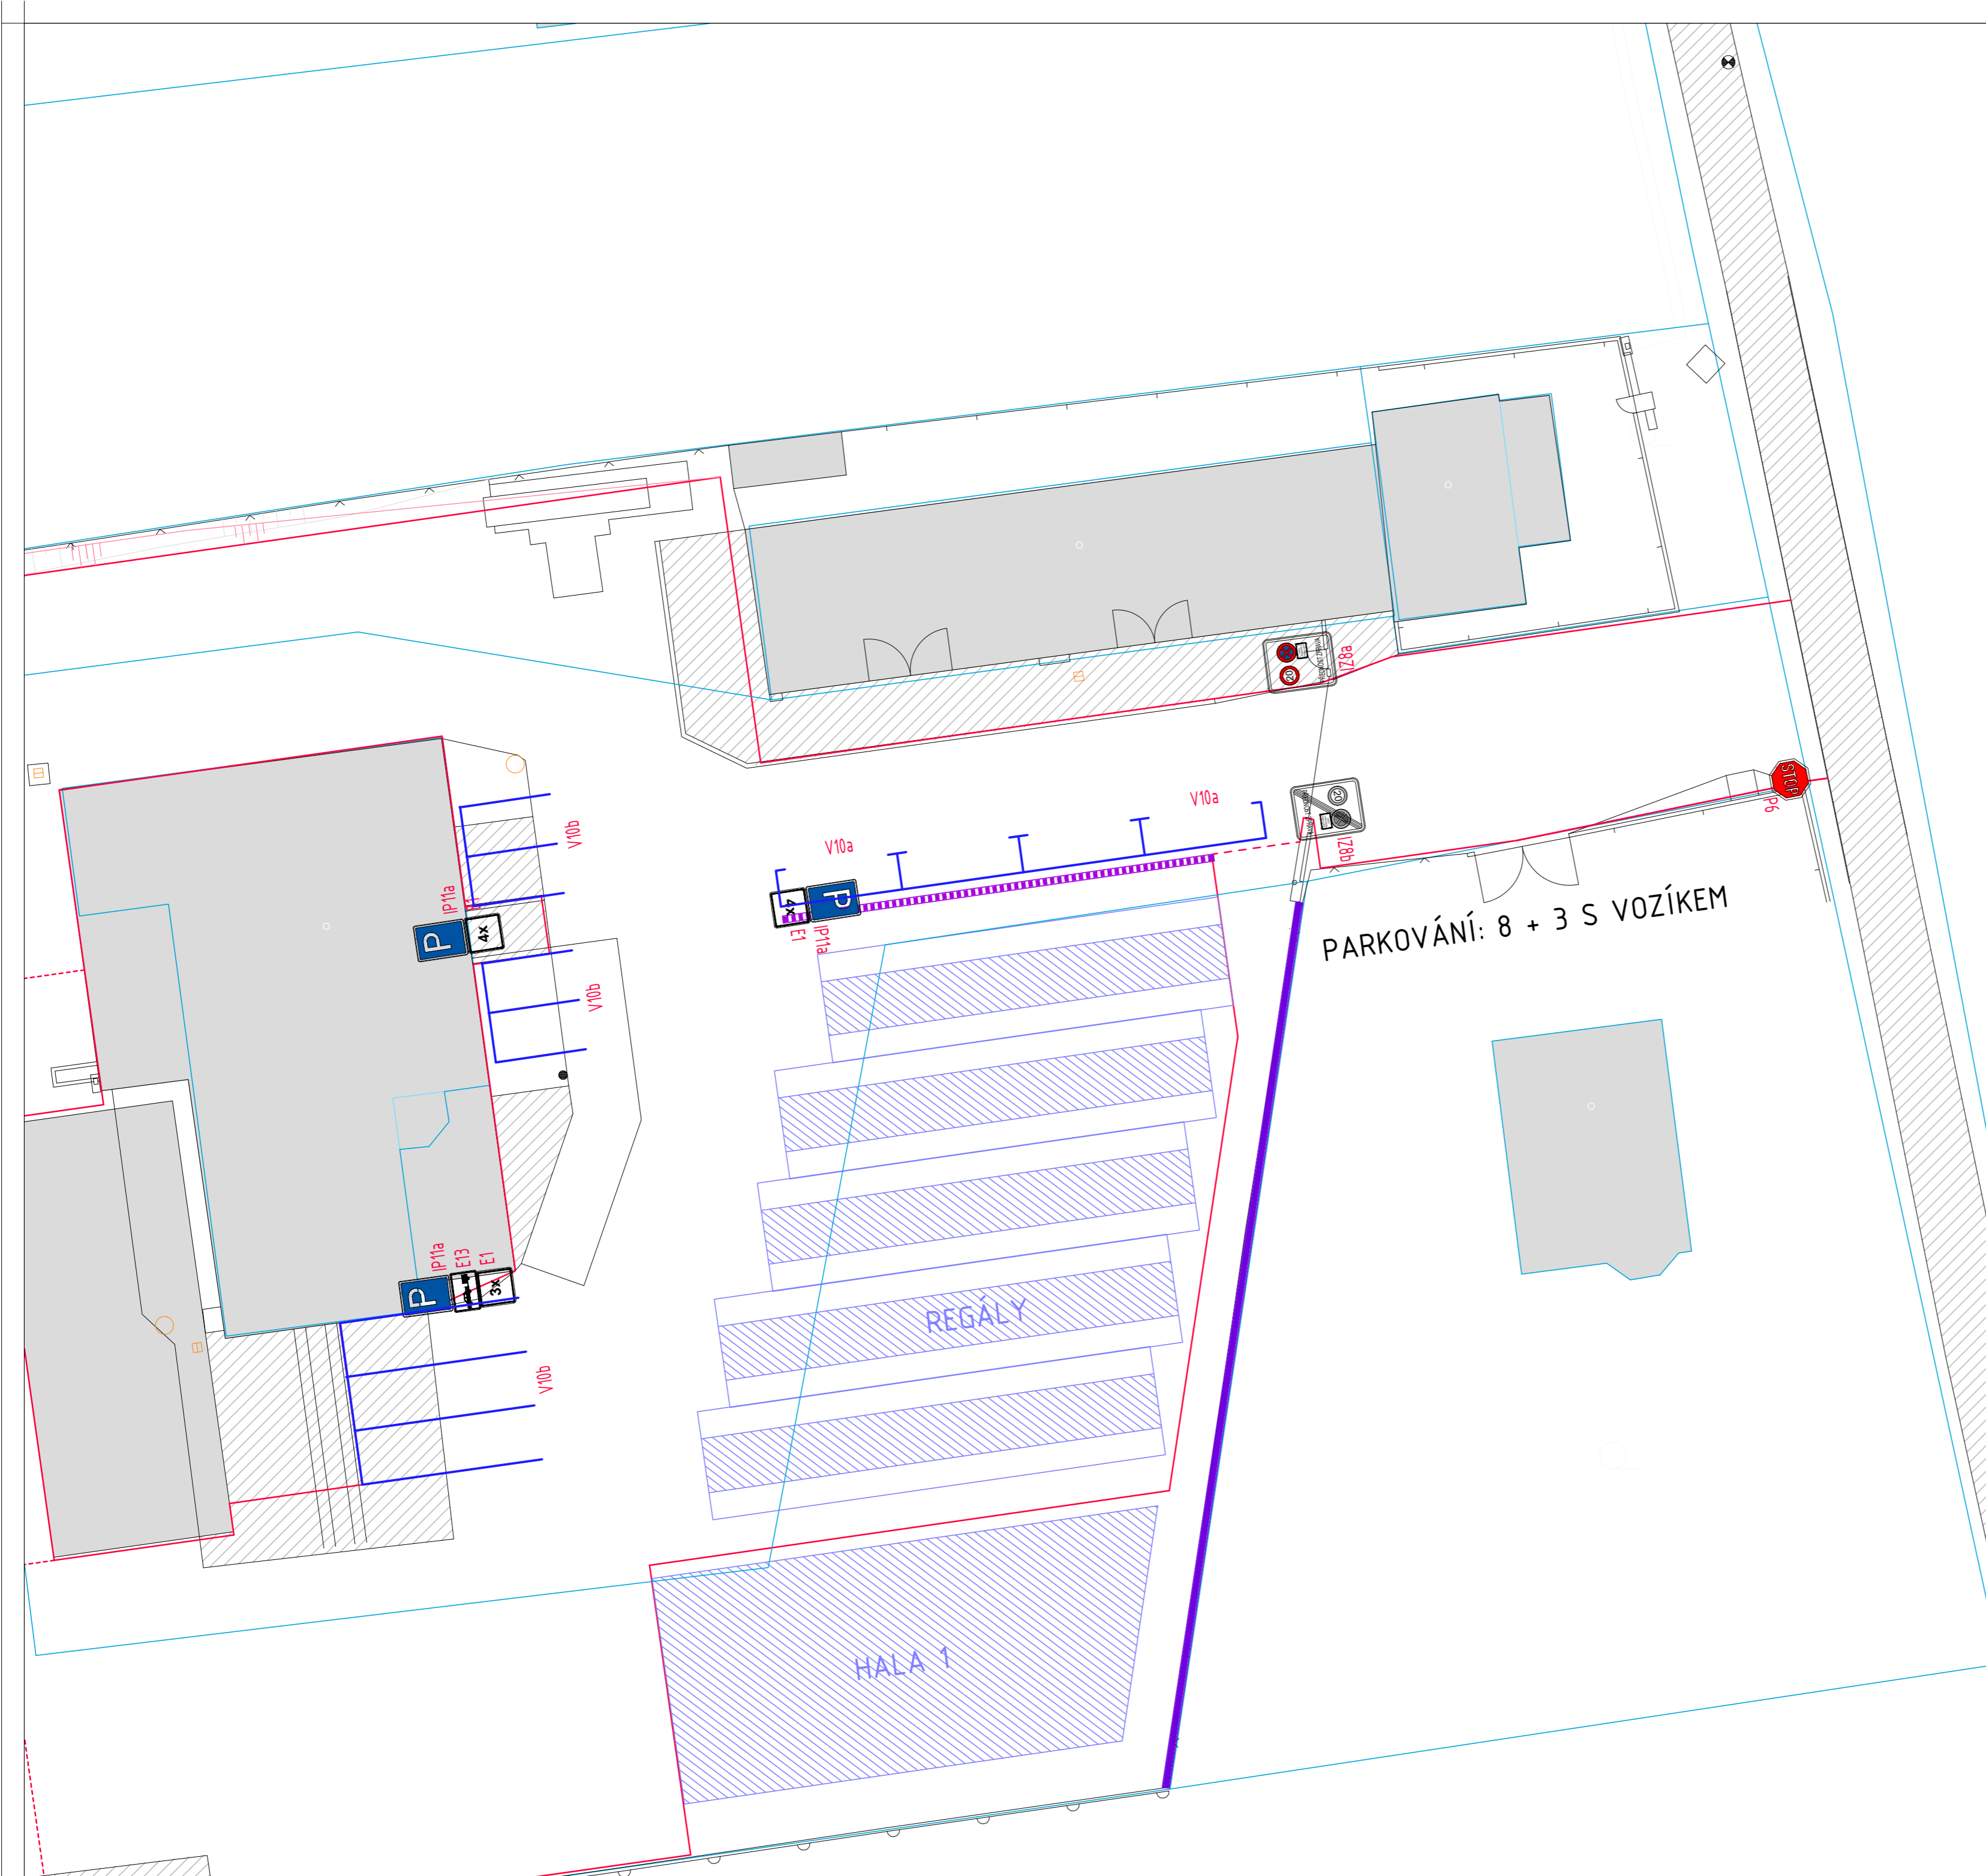 IZ8a
20
STOP
P6
20
IZ8b
V10a
V10a
V10b
IP11a
P
4x
4x
P
E1
IP11a
PARKOVÁNÍ: 8 + 3 S VOZÍKEM
V10b
IP11a
E13
E1
P
3x
V10b
REGÁLY
HALA 1